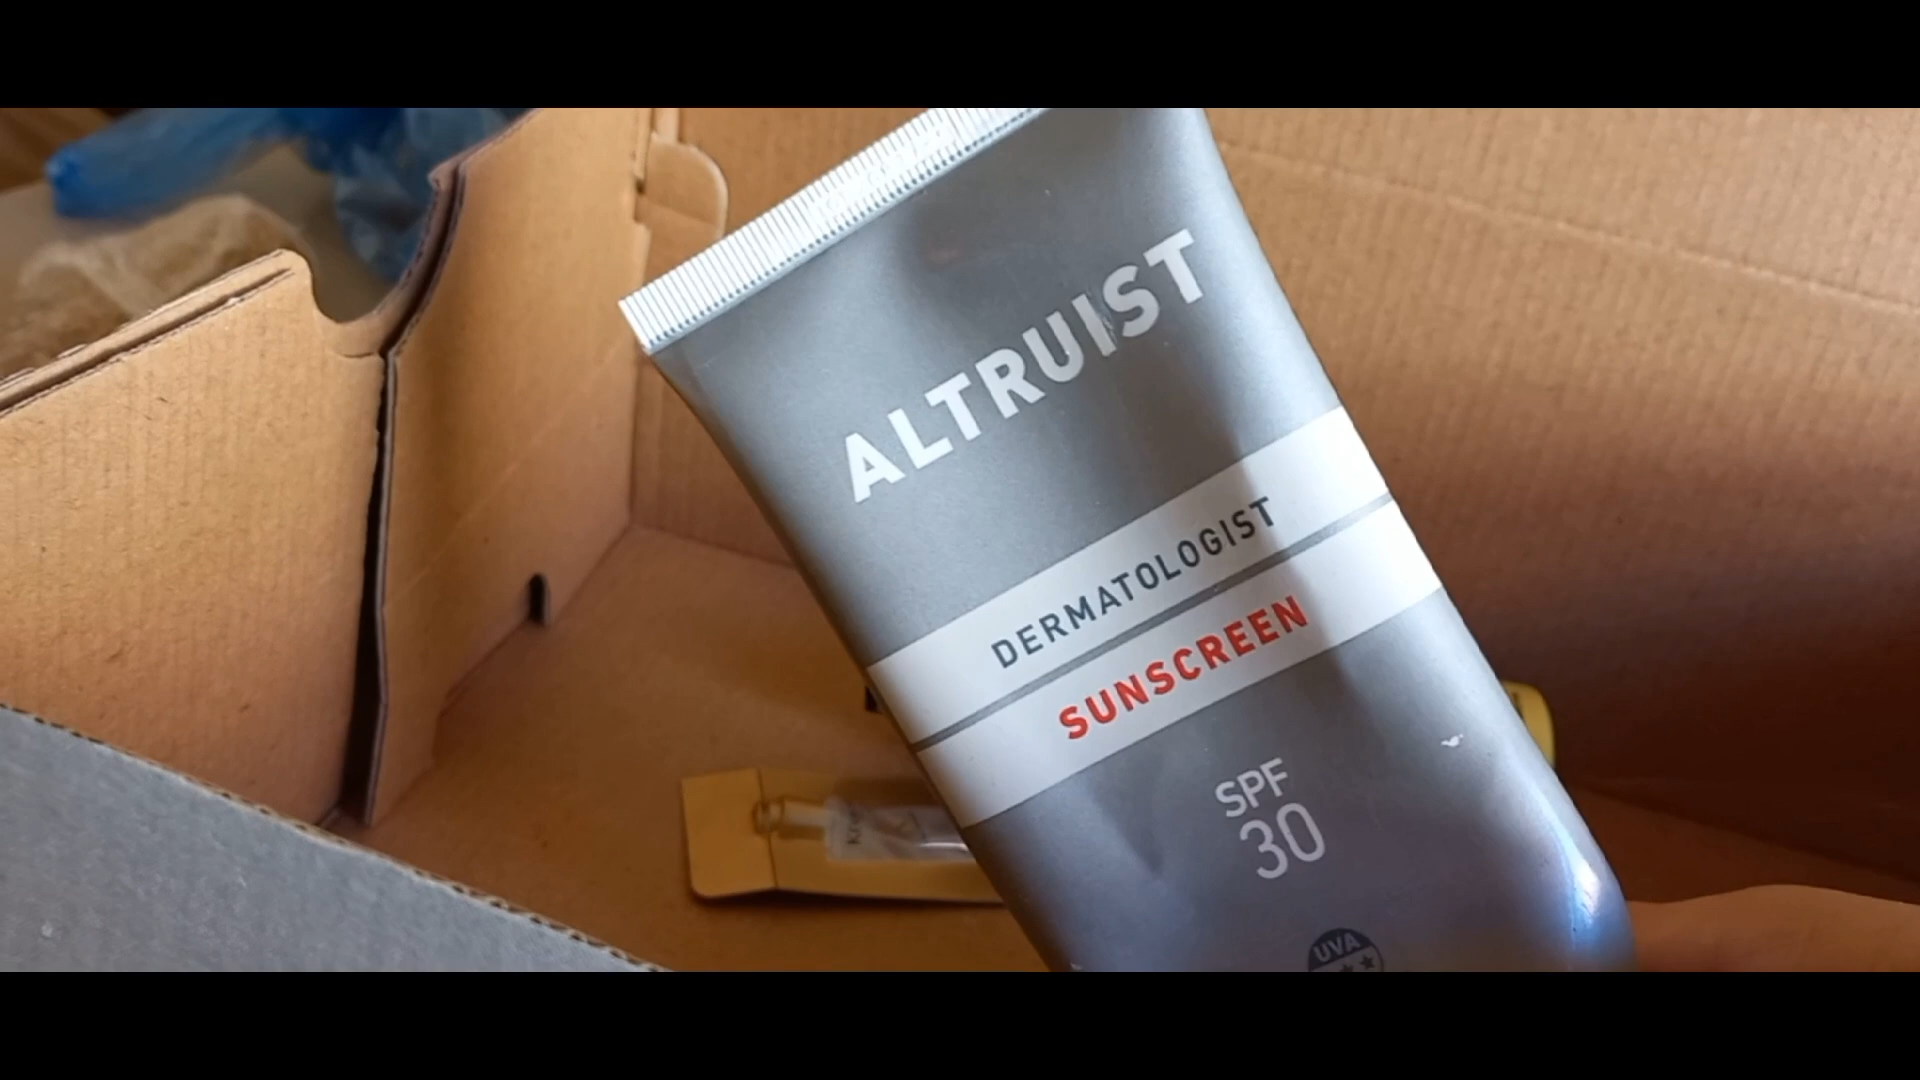 ALTRUIST
DERMATOLOGIST
SUNSCREEN
SPF
30
UVA